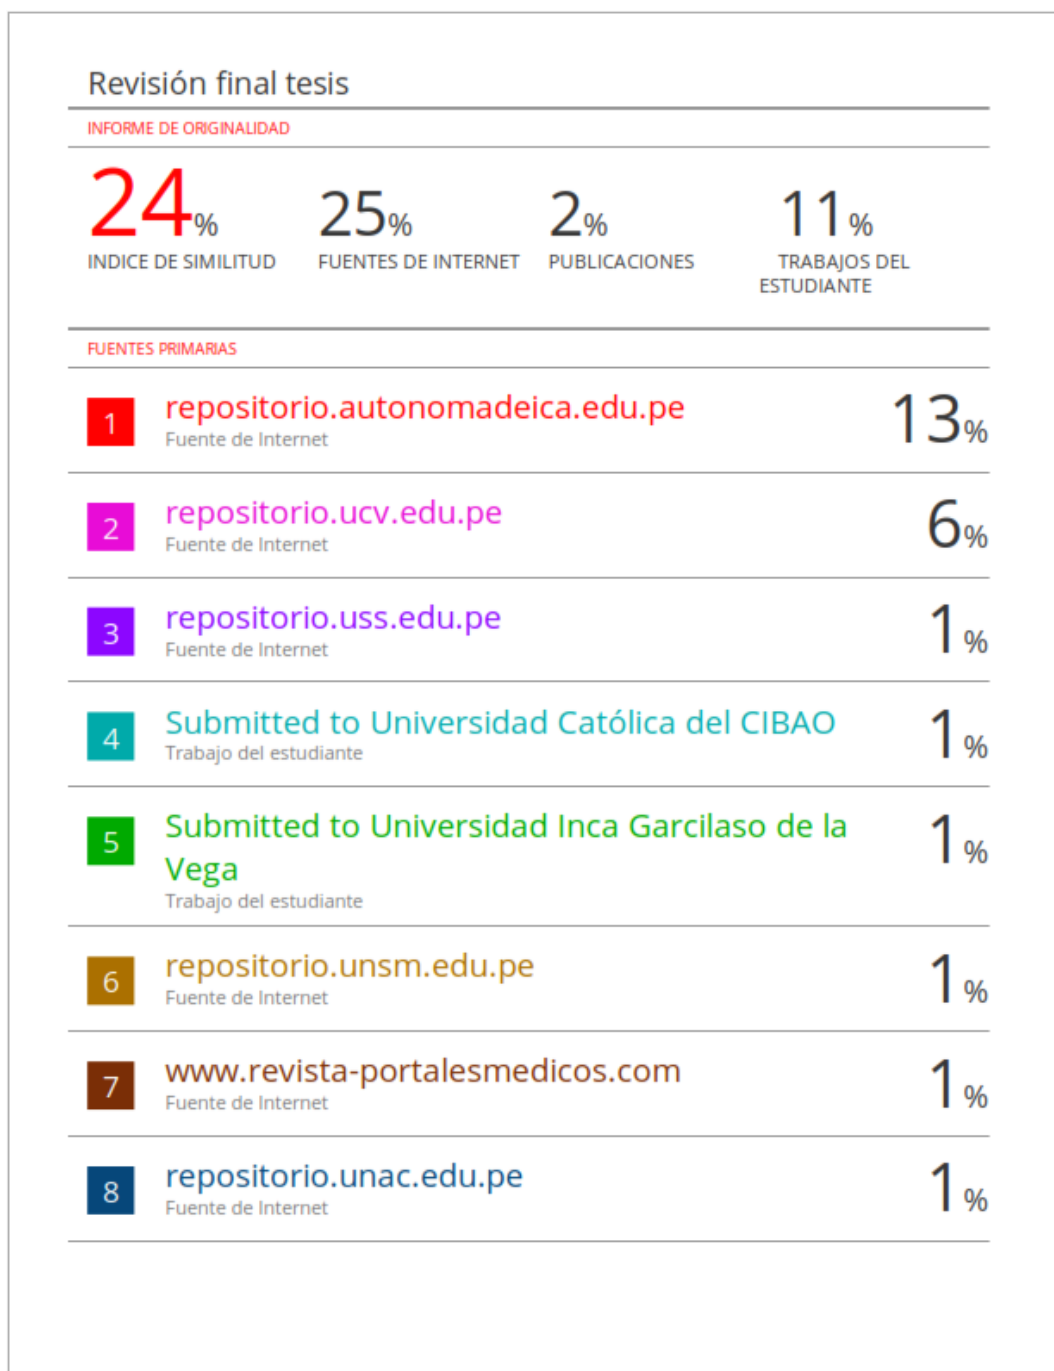 Revisión final tesis
INFORME DE ORIGINALIDAD
24% 25% 2% 11%
INDICE DE SIMILITUD FUENTES DE INTERNET PUBLICACIONES TRABAJOS DEL
ESTUDIANTE
FUENTES PRIMARIAS
1 repositorio.autonomadeica.edu.pe 13%
Fuente de Internet
2 repositorio.ucv.edu.pe 6%
Fuente de Internet
3 repositorio.uss.edu.pe 1%
Fuente de Internet
4 Submitted to Universidad Católica del CIBAO 1%
Trabajo del estudiante
5 Submitted to Universidad Inca Garcilaso de la 1%
Vega
Trabajo del estudiante
6 repositorio.unsm.edu.pe 1%
Fuente de Internet
7 www.revista-portalesmedicos.com 1%
Fuente de Internet
8 repositorio.unac.edu.pe 1%
Fuente de Internet